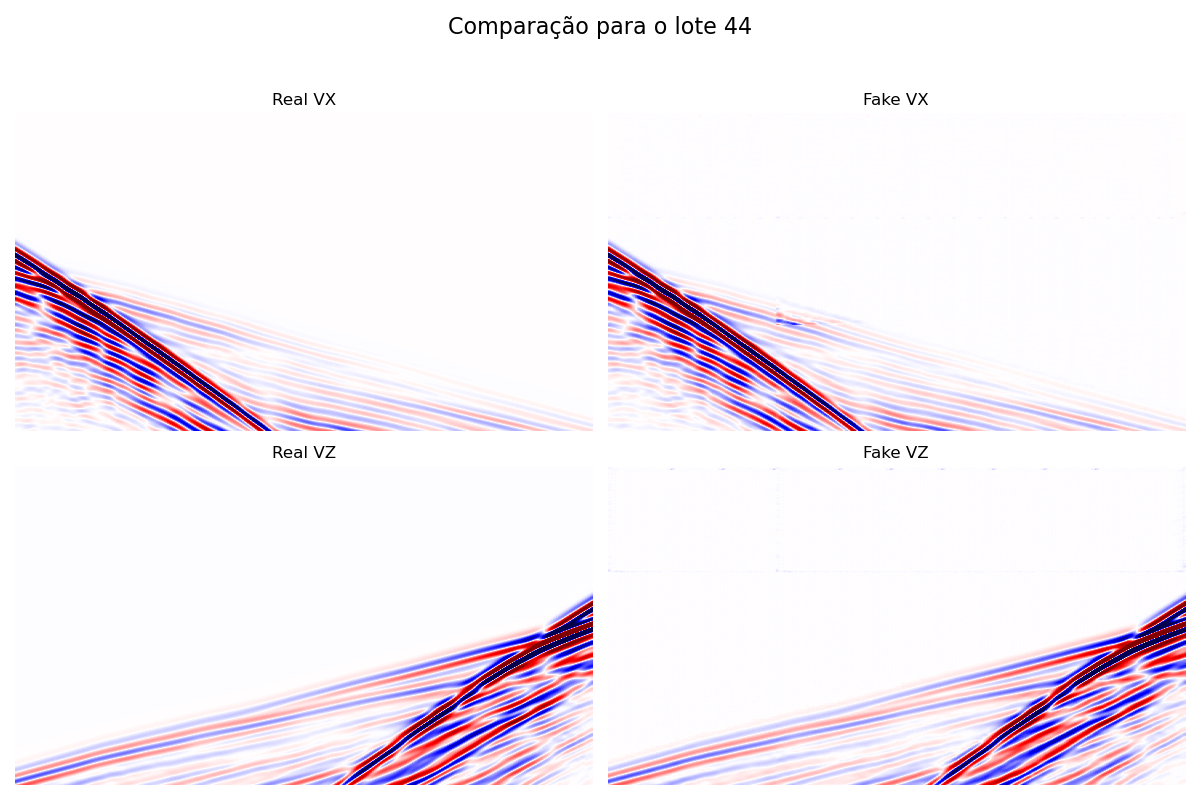 Comparação para o lote 44
Real VX
Fake VX
Real VZ
Fake VZ